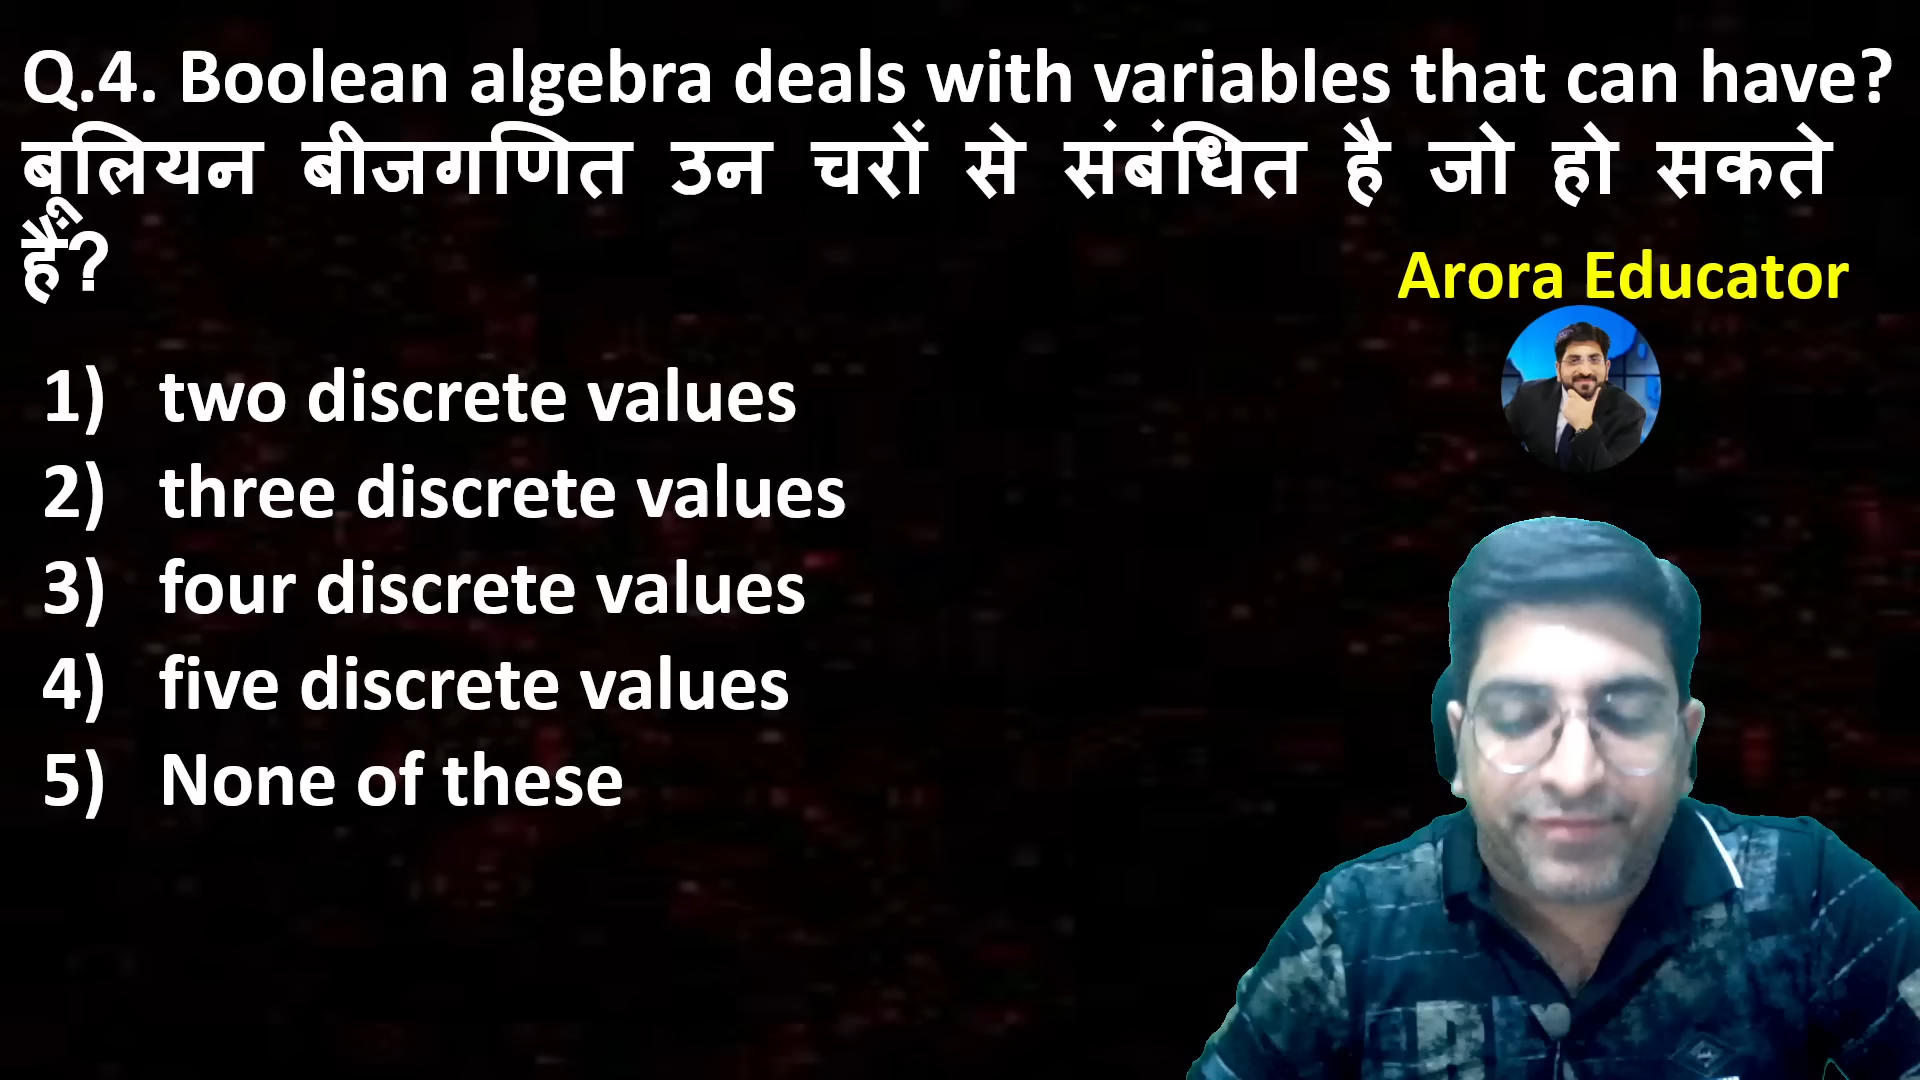 Q.4. Boolean algebra deals with variables that can have?
बूलियन बीजगणित उन चरों से संबंधित है जो हो सकते
हैं?
Arora Educator
1) two discrete values
2) three discrete values
3) four discrete values
4) five discrete values
5) None of these